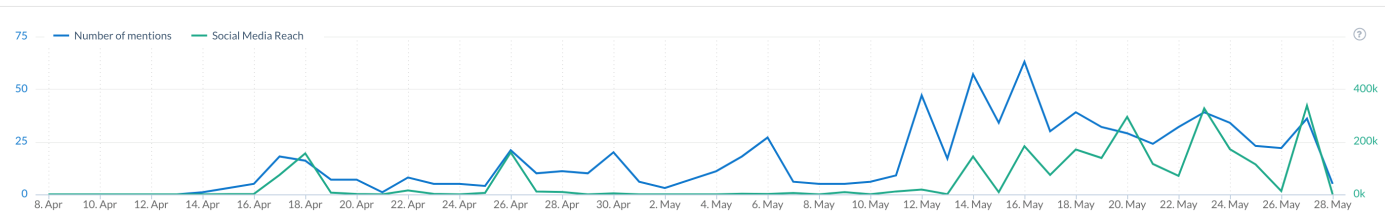 75 Number of mentions Social Media Reach ?
50 400k
25 200k
0 0k
8. Apr 10. Apr 12. Apr 14. Apr 16. Apr 18. Apr 20. Apr 22. Apr 24. Apr 26. Apr 28. Apr 30. Apr 2. May 4. May 6. May 8. May 10. May 12. May 14. May 16. May 18. May 20. May 22. May 24. May 26. May 28. May